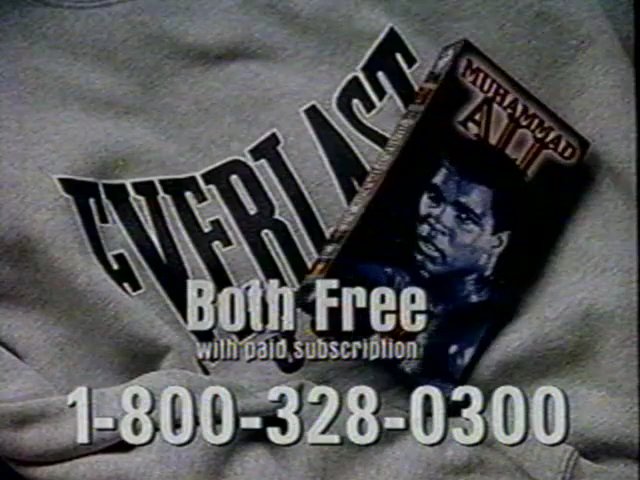 EVERLAST
MUHAMMAD
ALI
Both Free
with paid subscription
1-800-328-0300